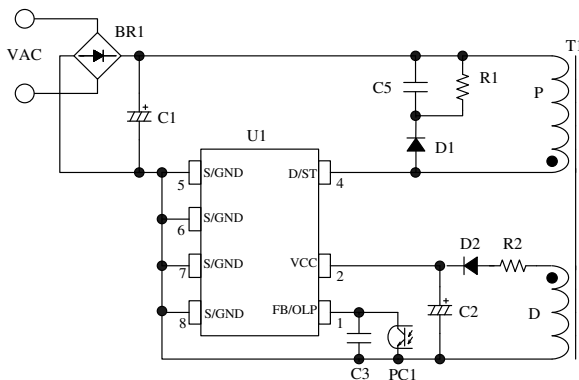 BR1
T1
VAC
C5
R1
P
C1
U1
D1
S/GND
D/ST
5
4
S/GND
6
D2
R2
S/GND
VCC
7
2
S/GND
FB/OLP
C2
D
8
1
C3
PC1